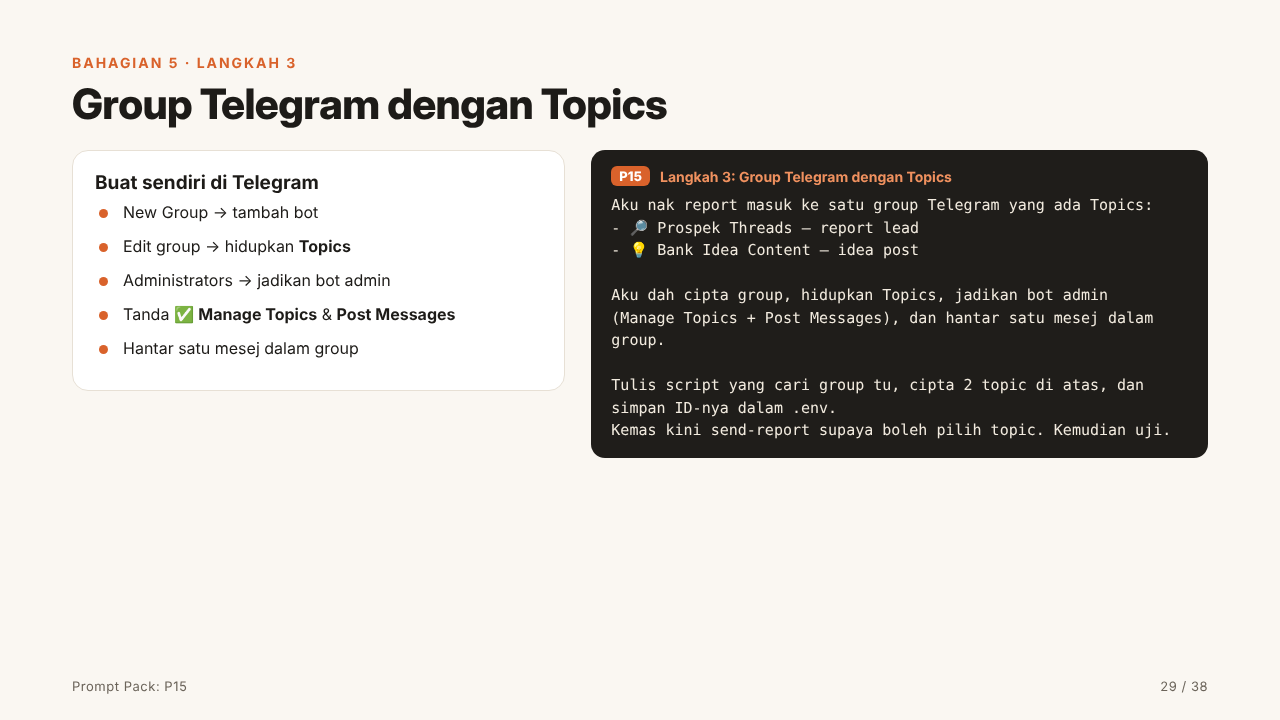 BAHAGIAN 5 · LANGKAH 3
Group Telegram dengan Topics
Buat sendiri di Telegram
New Group → tambah bot
Edit group → hidupkan Topics
Administrators → jadikan bot admin
Tanda ✅ Manage Topics & Post Messages
Hantar satu mesej dalam group
P15 Langkah 3: Group Telegram dengan Topics
Aku nak report masuk ke satu group Telegram yang ada Topics:
- 🔎 Prospek Threads — report lead
- 💡 Bank Idea Content — idea post
Aku dah cipta group, hidupkan Topics, jadikan bot admin
(Manage Topics + Post Messages), dan hantar satu mesej dalam
group.
Tulis script yang cari group tu, cipta 2 topic di atas, dan
simpan ID-nya dalam .env.
Kemas kini send-report supaya boleh pilih topic. Kemudian uji.
Prompt Pack: P15
29 / 38